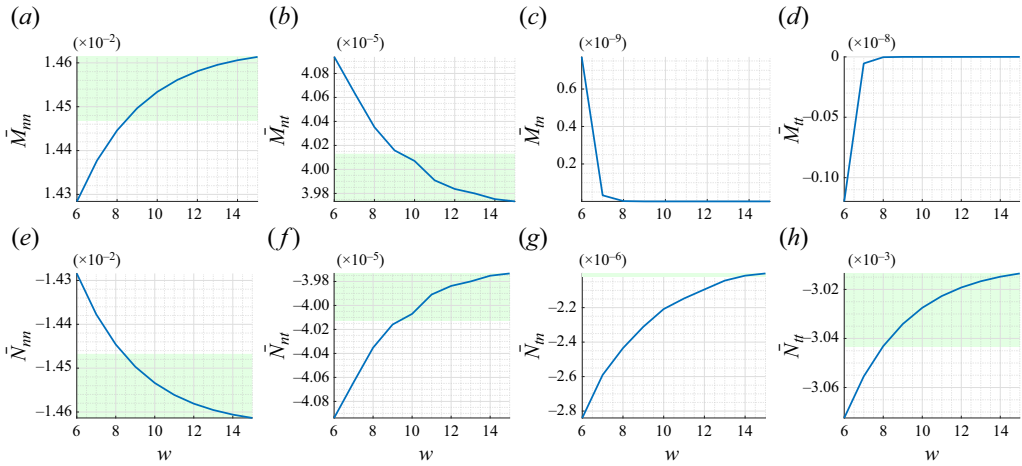 (a) (b) (c) (d)
(×10⁻²) (×10⁻⁵) (×10⁻⁹) (×10⁻⁸)
1.46 1.45 1.44 1.43
M̄nn
6 8 10 12 14
4.08 4.06 4.04 4.02 4.00 3.98
M̄nt
6 8 10 12 14
0.6 0.4 0.2
M̄tn
6 8 10 12 14
0 −0.05 −0.10
M̄tt
6 8 10 12 14
(e) (f) (g) (h)
(×10⁻²) (×10⁻⁵) (×10⁻⁶) (×10⁻³)
−1.43 −1.44 −1.45 −1.46
N̄nn
6 8 10 12 14
w
−3.98 −4.00 −4.02 −4.04 −4.06 −4.08
N̄nt
6 8 10 12 14
w
−2.2 −2.4 −2.6 −2.8
N̄tn
6 8 10 12 14
w
−3.02 −3.04 −3.06
N̄tt
6 8 10 12 14
w